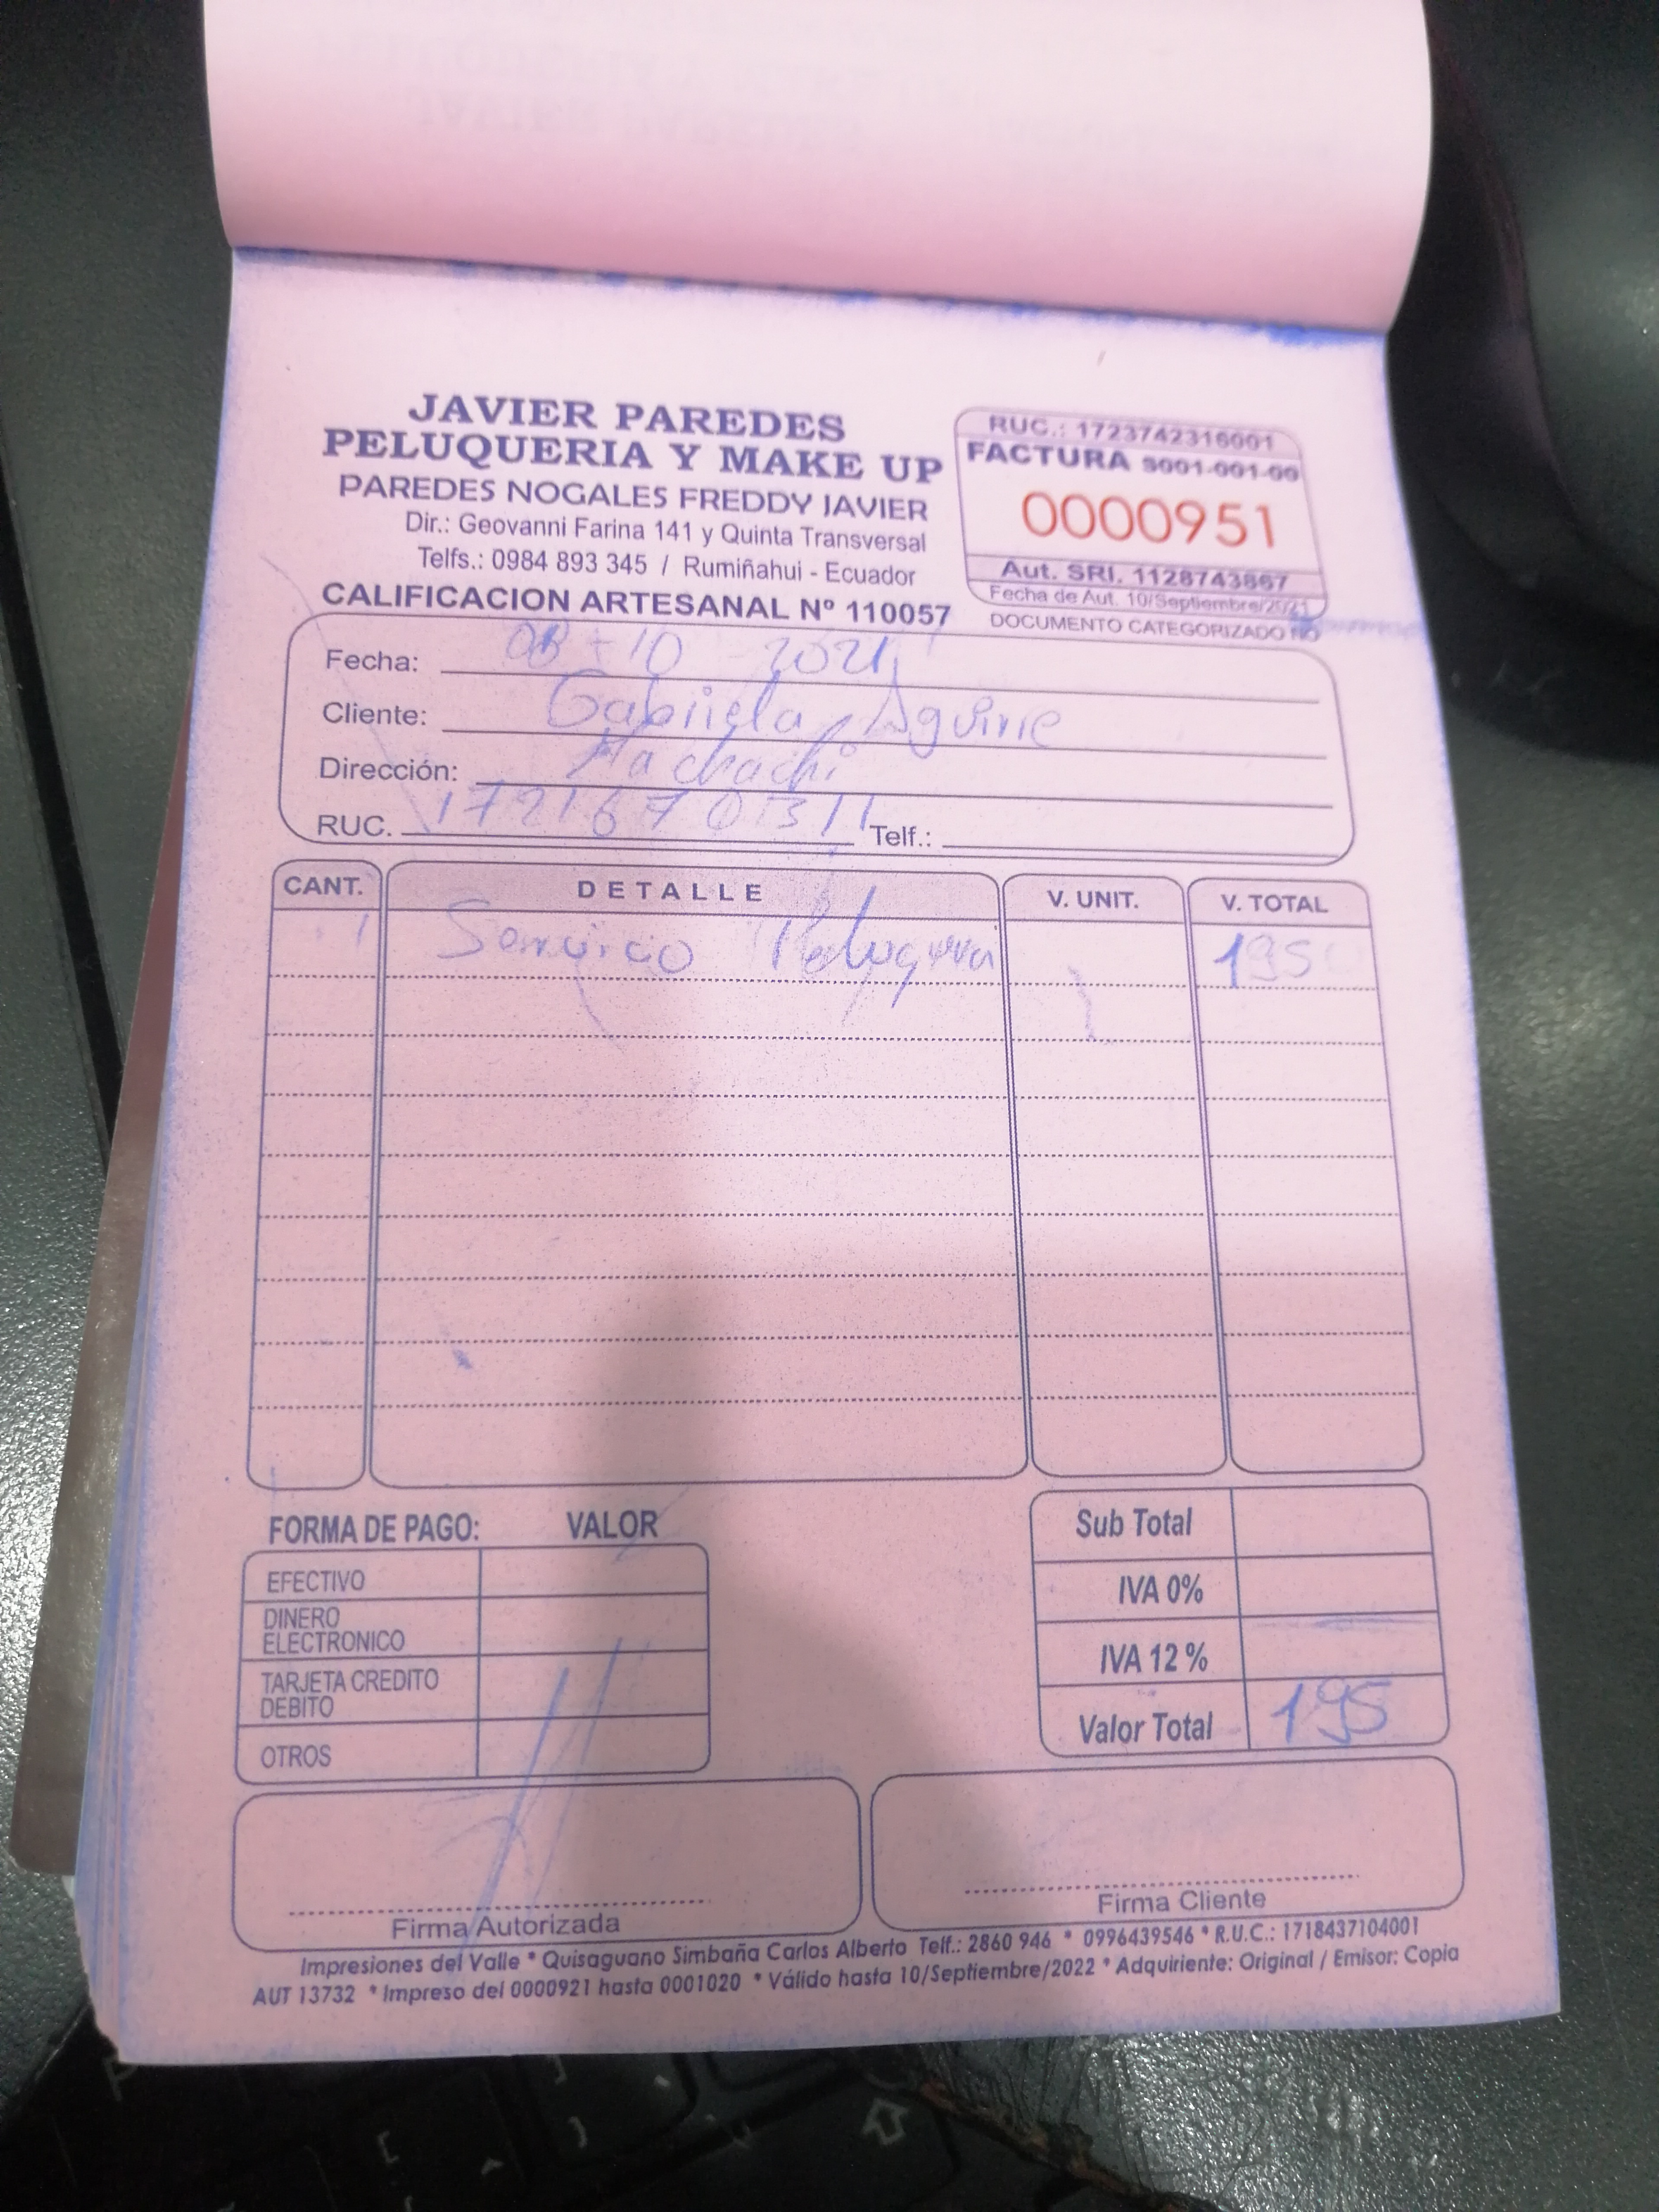 JAVIER PAREDES
PELUQUERIA Y MAKE UP
PAREDES NOGALES FREDDY JAVIER
Dir.: Geovanni Farina 141 y Quinta Transversal
Telfs.: 0984 893 345 / Rumiñahui - Ecuador
CALIFICACION ARTESANAL Nº 110057
RUC.: 1723742316001
FACTURA S001-001-00
0000951
Aut. SRI. 1128743867
Fecha de Aut. 10/Septiembre/2021
DOCUMENTO CATEGORIZADO NO
Fecha: 08 - 10 - 2021
Cliente: Gabriela Aguirre
Dirección: Machachi
RUC. 1721670311 Telf.:
CANT. DETALLE V. UNIT. V. TOTAL
1 Servicio Peluqueria 195
FORMA DE PAGO: VALOR
EFECTIVO
DINERO
ELECTRONICO
TARJETA CREDITO
DEBITO
OTROS
Sub Total
IVA 0%
IVA 12 %
Valor Total 195
Firma Autorizada
Firma Cliente
Impresiones del Valle * Quisaguano Simbaña Carlos Alberto Telf.: 2860 946 * 0996439546 * R.U.C.: 1718437104001
AUT 13732 * Impreso del 0000921 hasta 0001020 * Válido hasta 10/Septiembre/2022 * Adquiriente: Original / Emisor: Copia